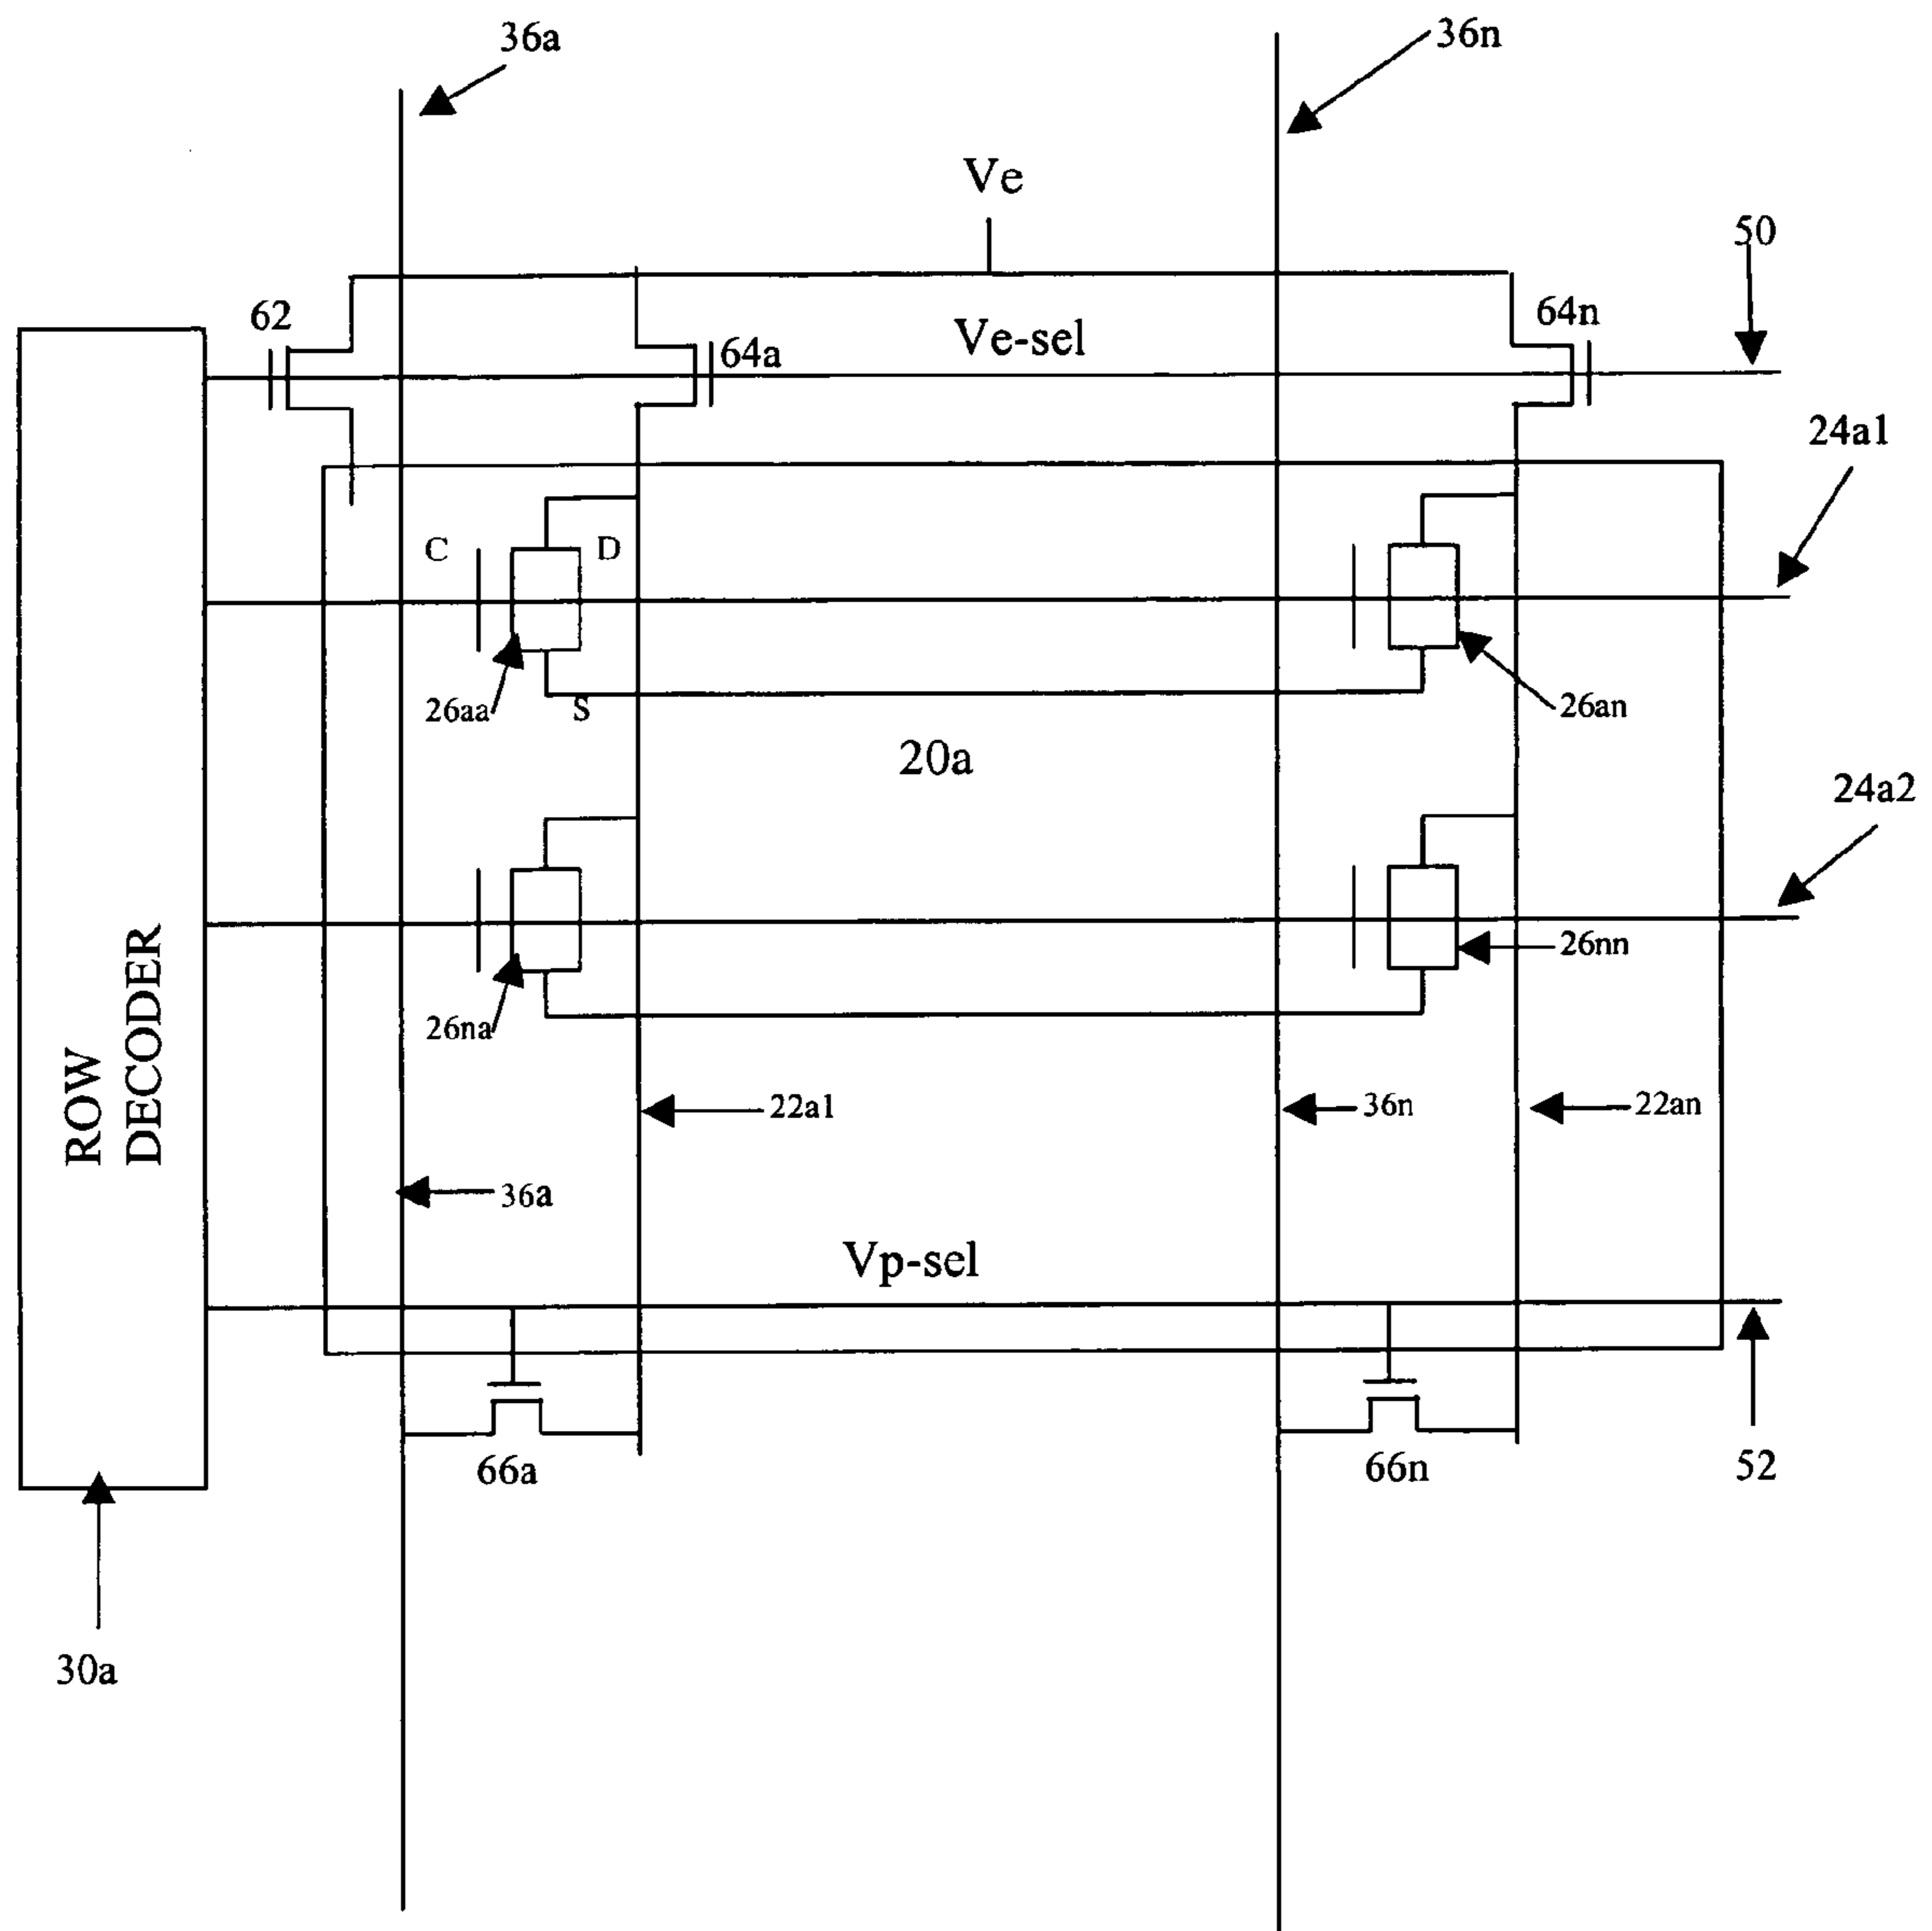 36a
36n
Ve
50
62
64n
Ve-sel
64a
24a1
C
D
26aa
S
26an
20a
24a2
26nn
26na
ROW
DECODER
22a1
36n
22an
36a
Vp-sel
66a
66n
52
30a